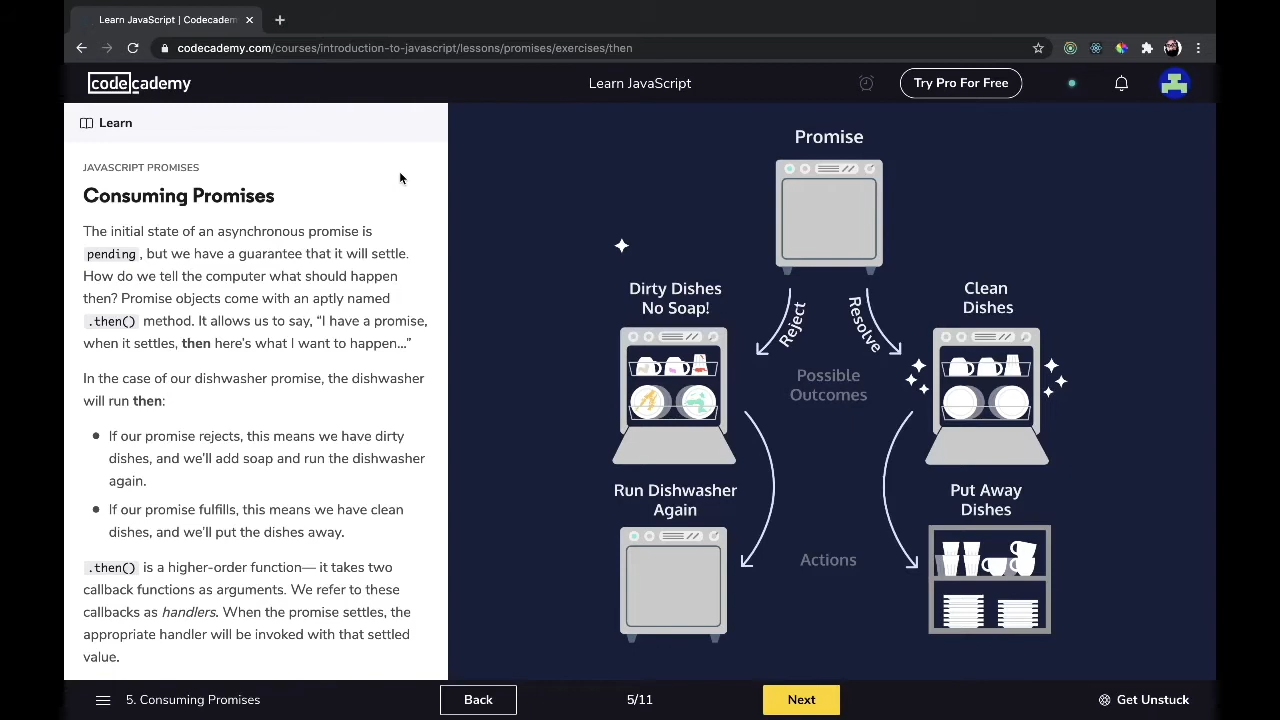 Learn JavaScript | Codecadem
codecademy.com/courses/introduction-to-javascript/lessons/promises/exercises/then
codecademy
Learn JavaScript
Try Pro For Free
Learn
JAVASCRIPT PROMISES
Consuming Promises
The initial state of an asynchronous promise is
pending, but we have a guarantee that it will settle.
How do we tell the computer what should happen
then? Promise objects come with an aptly named
.then() method. It allows us to say, “I have a promise,
when it settles, then here’s what I want to happen...”
In the case of our dishwasher promise, the dishwasher
will run then:
If our promise rejects, this means we have dirty
dishes, and we’ll add soap and run the dishwasher
again.
If our promise fulfills, this means we have clean
dishes, and we’ll put the dishes away.
.then() is a higher-order function— it takes two
callback functions as arguments. We refer to these
callbacks as handlers. When the promise settles, the
appropriate handler will be invoked with that settled
value.
Promise
Reject
Resolve
Dirty Dishes
No Soap!
Clean
Dishes
Possible
Outcomes
Run Dishwasher
Again
Put Away
Dishes
Actions
5. Consuming Promises
Back
5/11
Next
Get Unstuck